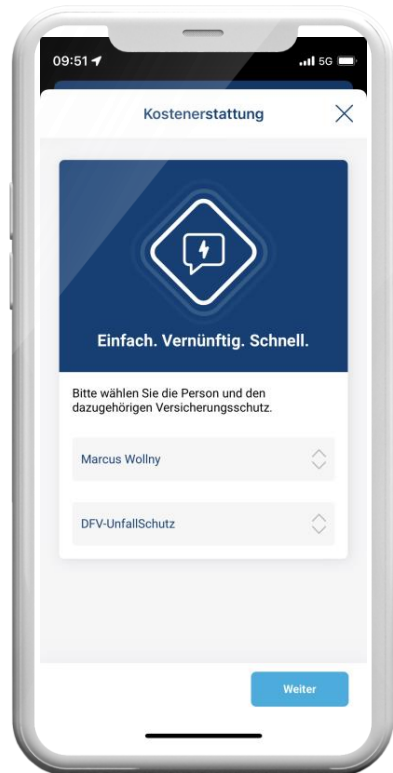 09:51 5G
Kostenerstattung
Einfach. Vernünftig. Schnell.
Bitte wählen Sie die Person und den
dazugehörigen Versicherungsschutz.
Marcus Wollny
DFV-UnfallSchutz
Weiter